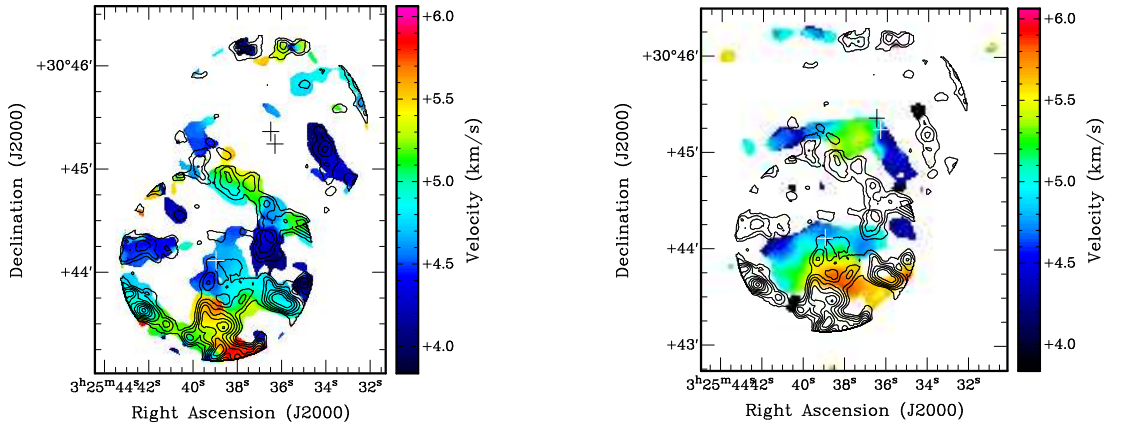 +30°46′
+45′
+44′
3ʰ25ᵐ44ˢ42ˢ 40ˢ 38ˢ 36ˢ 34ˢ 32ˢ
Right Ascension (J2000)
Declination (J2000)
+6.0
+5.5
+5.0
+4.5
+4.0
Velocity (km/s)
+30°46′
+45′
+44′
+43′
3ʰ25ᵐ44ˢ42ˢ 40ˢ 38ˢ 36ˢ 34ˢ 32ˢ
Right Ascension (J2000)
Declination (J2000)
+6.0
+5.5
+5.0
+4.5
+4.0
Velocity (km/s)